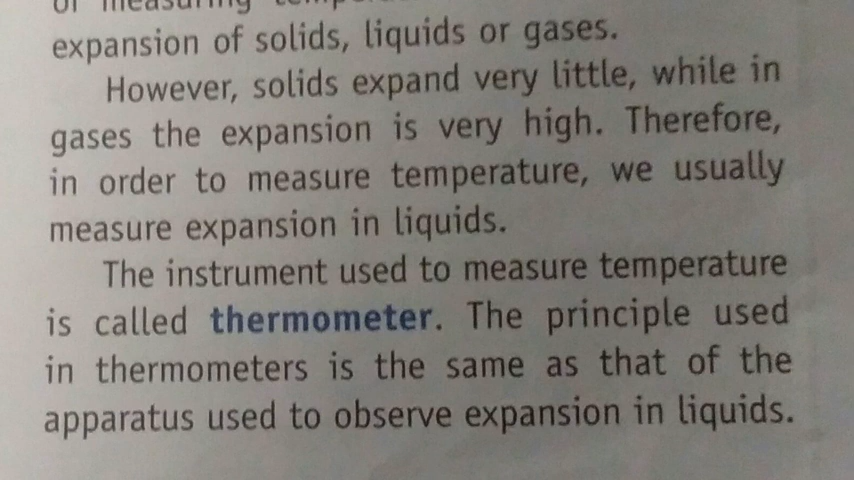 of measuring
expansion of solids, liquids or gases.
However, solids expand very little, while in
gases the expansion is very high. Therefore,
in order to measure temperature, we usually
measure expansion in liquids.
The instrument used to measure temperature
is called thermometer. The principle used
in thermometers is the same as that of the
apparatus used to observe expansion in liquids.